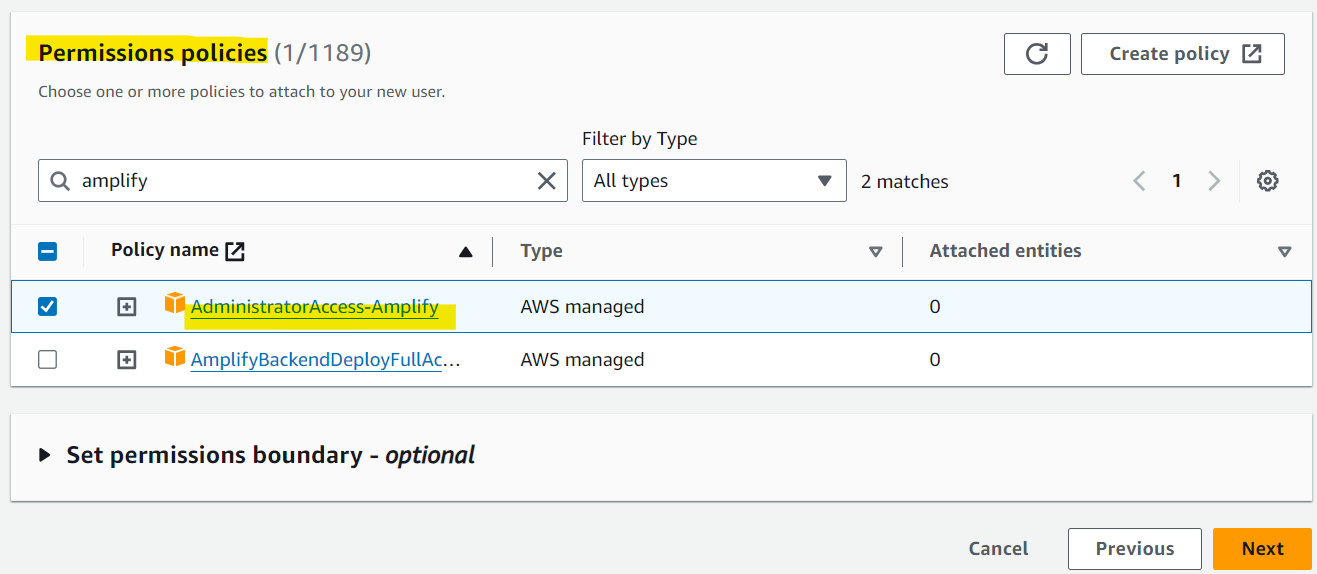 Permissions policies (1/1189)
Create policy
Choose one or more policies to attach to your new user.
Filter by Type
amplify
All types
2 matches
1
Policy name
Type
Attached entities
AdministratorAccess-Amplify
AWS managed
0
AmplifyBackendDeployFullAc...
AWS managed
0
Set permissions boundary - optional
Cancel
Previous
Next